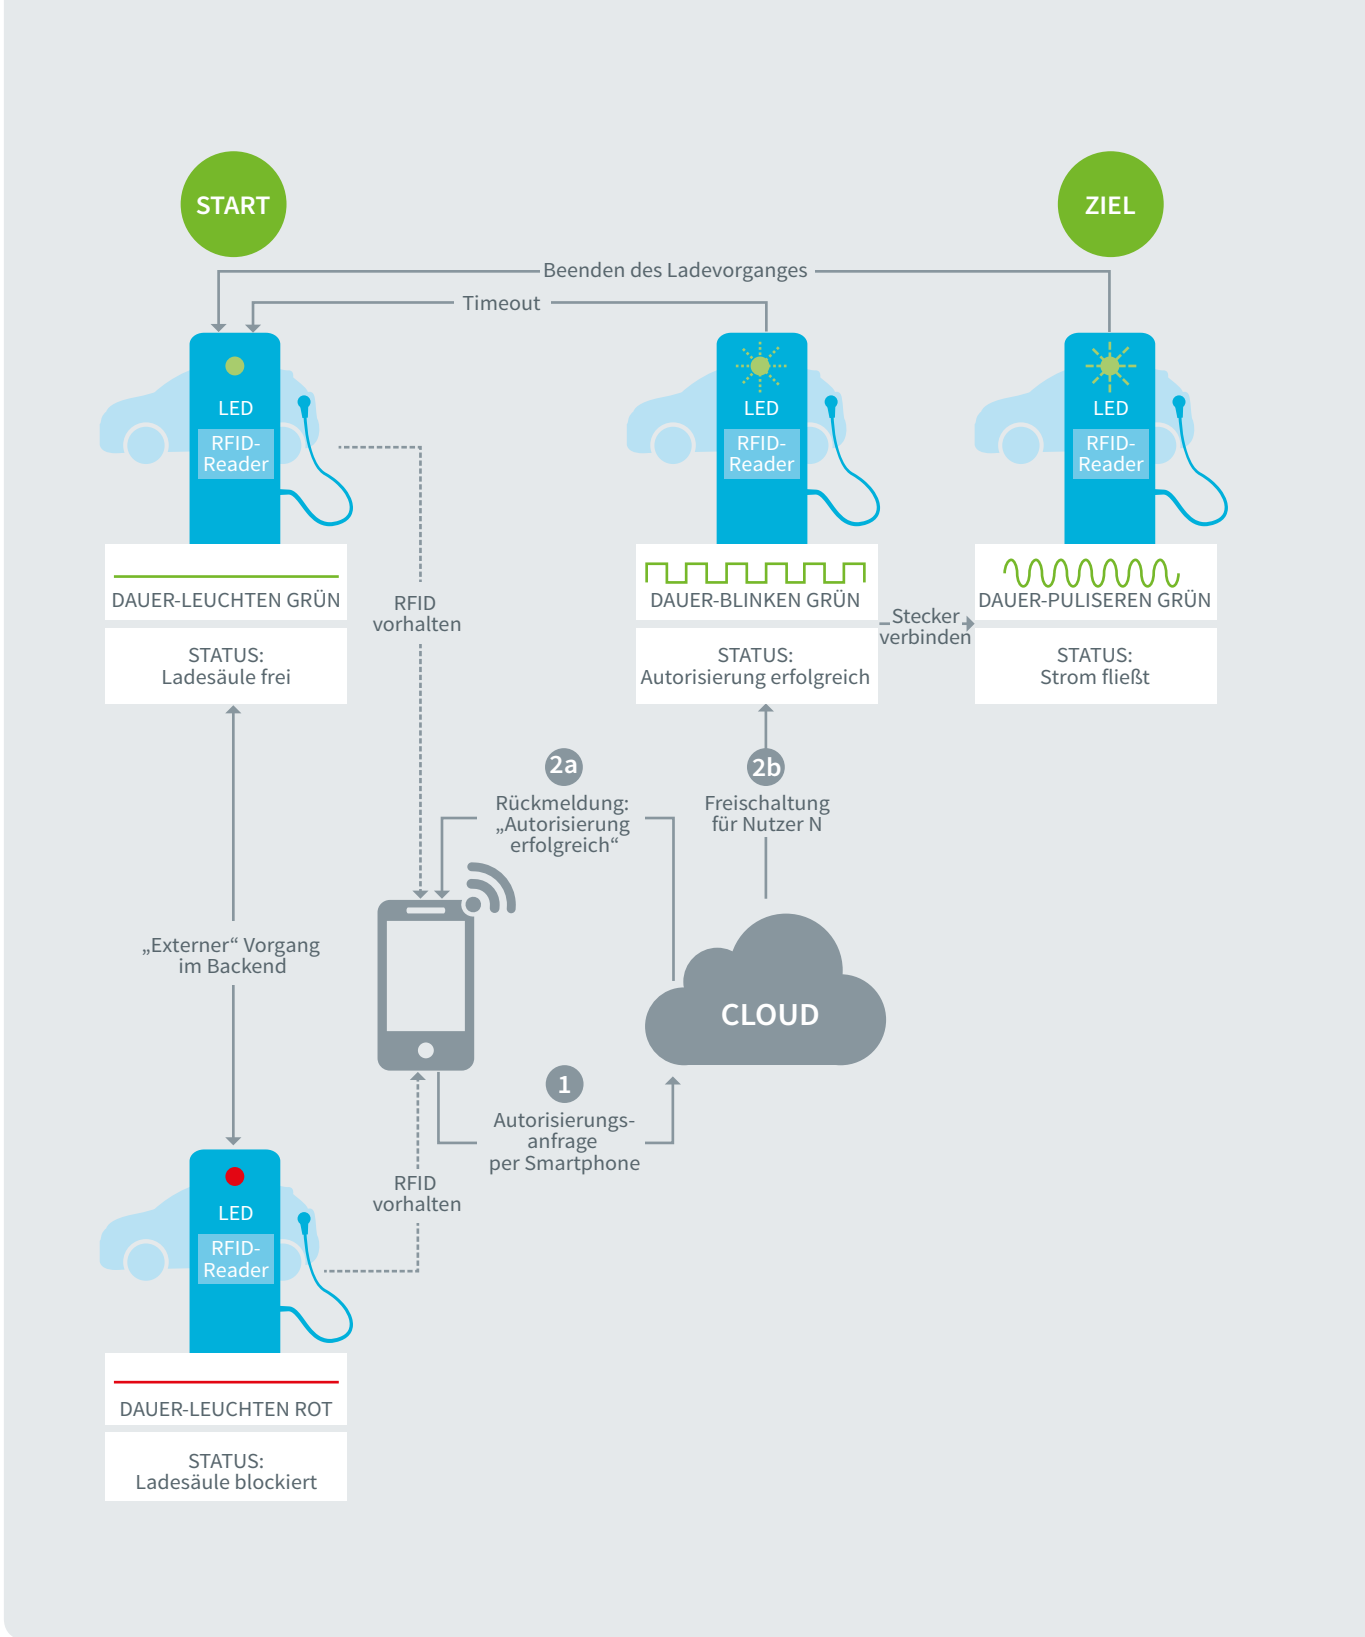 START
ZIEL
Beenden des Ladevorganges
Timeout
LED
RFID-
Reader
LED
RFID-
Reader
LED
RFID-
Reader
DAUER-LEUCHTEN GRÜN
STATUS:
Ladesäule frei
RFID
vorhalten
DAUER-BLINKEN GRÜN
STATUS:
Autorisierung erfolgreich
Stecker
verbinden
DAUER-PULISEREN GRÜN
STATUS:
Strom fließt
2a
Rückmeldung:
„Autorisierung
erfolgreich“
2b
Freischaltung
für Nutzer N
„Externer“ Vorgang
im Backend
CLOUD
1
Autorisierungs-
anfrage
per Smartphone
RFID
vorhalten
LED
RFID-
Reader
DAUER-LEUCHTEN ROT
STATUS:
Ladesäule blockiert